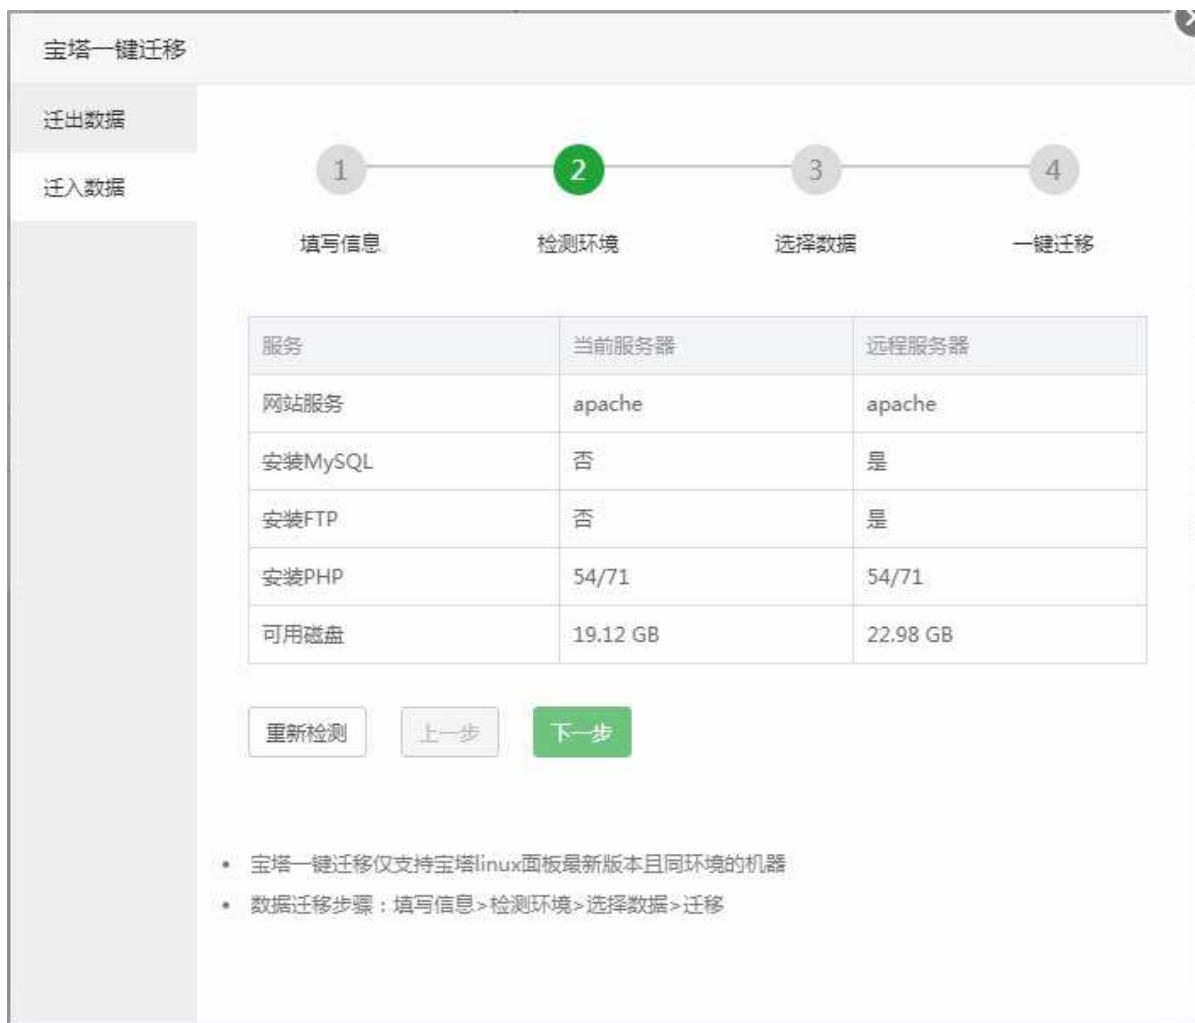 宝塔一键迁移
迁出数据
迁入数据
1 2 3 4
填写信息 检测环境 选择数据 一键迁移
服务 当前服务器 远程服务器
网站服务 apache apache
安装MySQL 否 是
安装FTP 否 是
安装PHP 54/71 54/71
可用磁盘 19.12 GB 22.98 GB
重新检测 上一步 下一步
• 宝塔一键迁移仅支持宝塔linux面板最新版本且同环境的机器
• 数据迁移步骤：填写信息>检测环境>选择数据>迁移